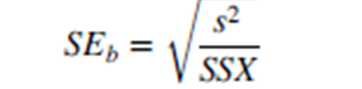 SE_b = √(s²/SSX)